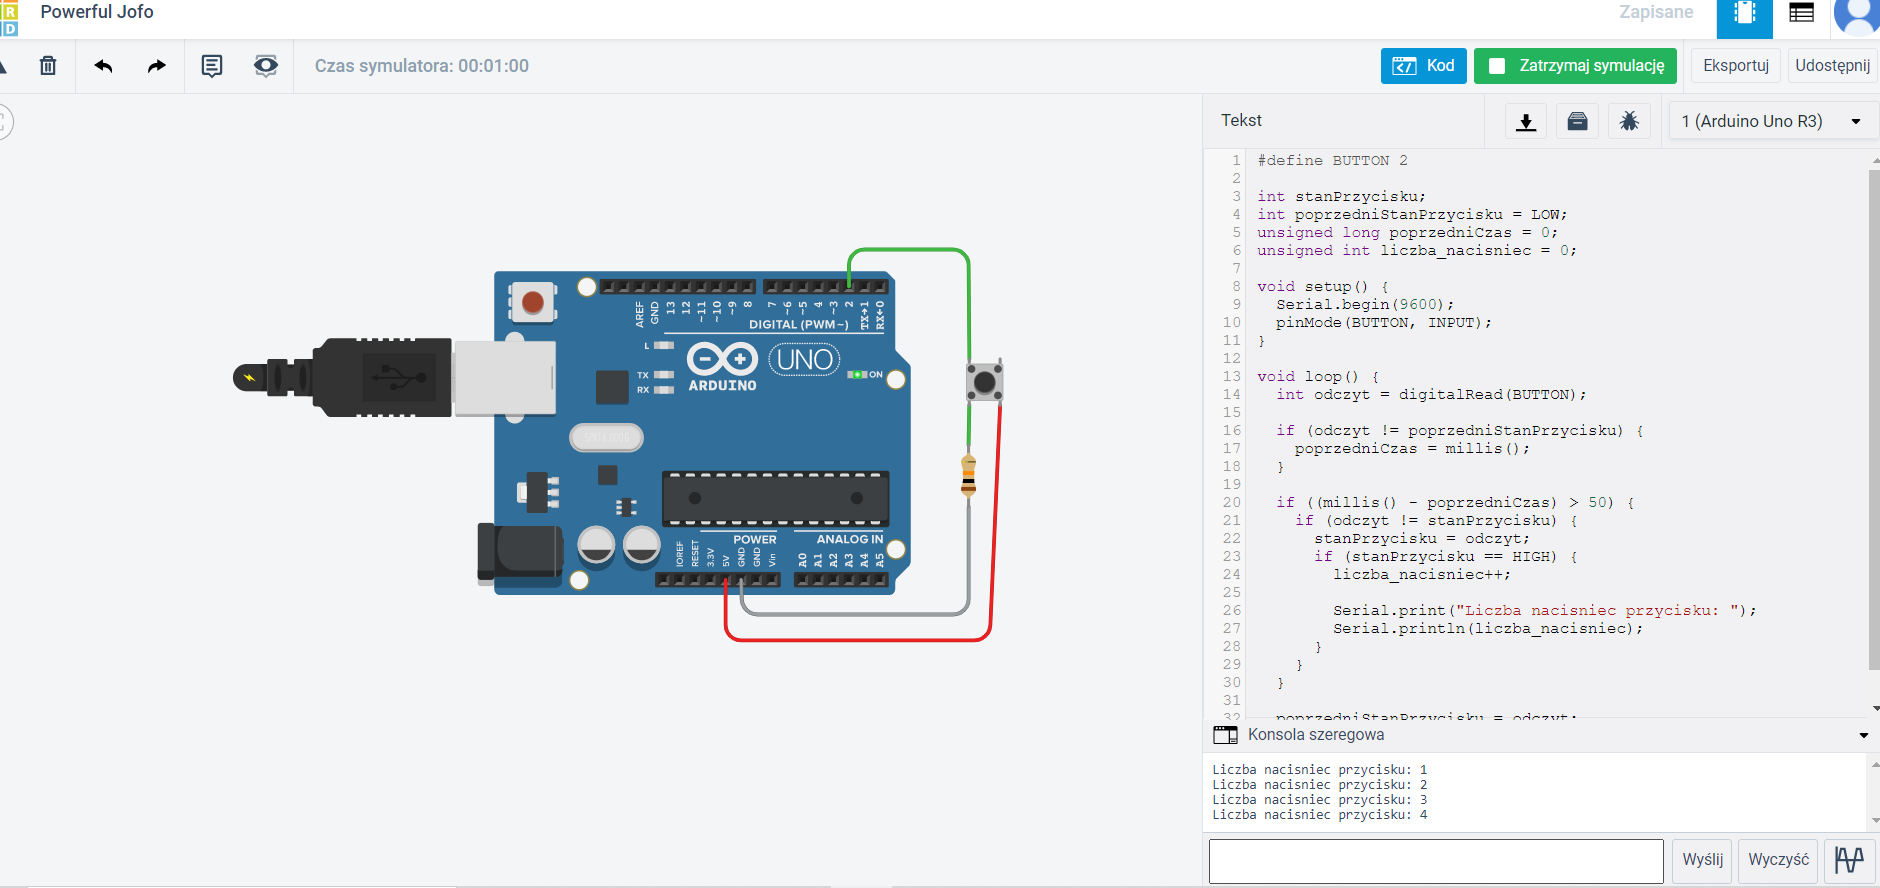 R
D
Powerful Jofo
Zapisane
Czas symulatora: 00:01:00
Kod
Zatrzymaj symulację
Eksportuj
Udostępnij
Tekst
1 (Arduino Uno R3)
1 #define BUTTON 2
2
3 int stanPrzycisku;
4 int poprzedniStanPrzycisku = LOW;
5 unsigned long poprzedniCzas = 0;
6 unsigned int liczba_nacisniec = 0;
7
8 void setup() {
9 Serial.begin(9600);
10 pinMode(BUTTON, INPUT);
11 }
12
13 void loop() {
14 int odczyt = digitalRead(BUTTON);
15
16 if (odczyt != poprzedniStanPrzycisku) {
17 poprzedniCzas = millis();
18 }
19
20 if ((millis() - poprzedniCzas) > 50) {
21 if (odczyt != stanPrzycisku) {
22 stanPrzycisku = odczyt;
23 if (stanPrzycisku == HIGH) {
24 liczba_nacisniec++;
25
26 Serial.print("Liczba nacisniec przycisku: ");
27 Serial.println(liczba_nacisniec);
28 }
29 }
30 }
31
32 poprzedniStanPrzycisku = odczyt;
Konsola szeregowa
Liczba nacisniec przycisku: 1
Liczba nacisniec przycisku: 2
Liczba nacisniec przycisku: 3
Liczba nacisniec przycisku: 4
Wyślij
Wyczyść
AREF
GND
13
12
~11
~10
~9
8
7
~6
~5
4
~3
2
TX→1
RX←0
DIGITAL (PWM~)
L
TX
RX
ARDUINO
UNO
ON
POWER
ANALOG IN
IOREF
RESET
3.3V
5V
GND
GND
Vin
A0
A1
A2
A3
A4
A5